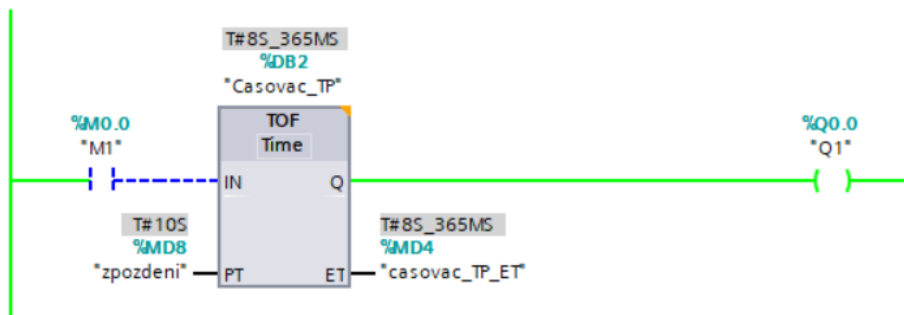 T#8S_365MS
%DB2
"Casovac_TP"
TOF
Time
%M0.0
"M1"
%Q0.0
"Q1"
IN
Q
T#10S
%MD8
"zpozdeni"
PT
T#8S_365MS
%MD4
ET
"casovac_TP_ET"